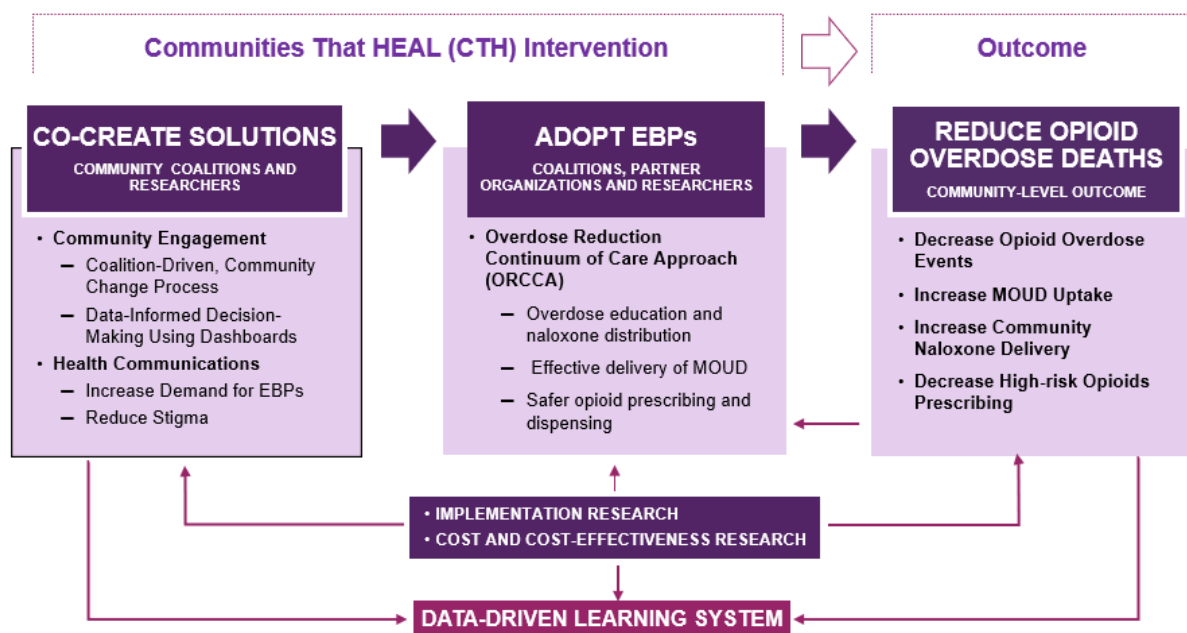 Communities That HEAL (CTH) Intervention
Outcome
CO-CREATE SOLUTIONS
COMMUNITY COALITIONS AND
RESEARCHERS
• Community Engagement
— Coalition-Driven, Community
Change Process
— Data-Informed Decision-
Making Using Dashboards
• Health Communications
— Increase Demand for EBPs
— Reduce Stigma
ADOPT EBPs
COALITIONS, PARTNER
ORGANIZATIONS AND RESEARCHERS
• Overdose Reduction
Continuum of Care Approach
(ORCCA)
— Overdose education and
naloxone distribution
— Effective delivery of MOUD
— Safer opioid prescribing and
dispensing
REDUCE OPIOID
OVERDOSE DEATHS
COMMUNITY-LEVEL OUTCOME
• Decrease Opioid Overdose
Events
• Increase MOUD Uptake
• Increase Community
Naloxone Delivery
• Decrease High-risk Opioids
Prescribing
• IMPLEMENTATION RESEARCH
• COST AND COST-EFFECTIVENESS RESEARCH
DATA-DRIVEN LEARNING SYSTEM